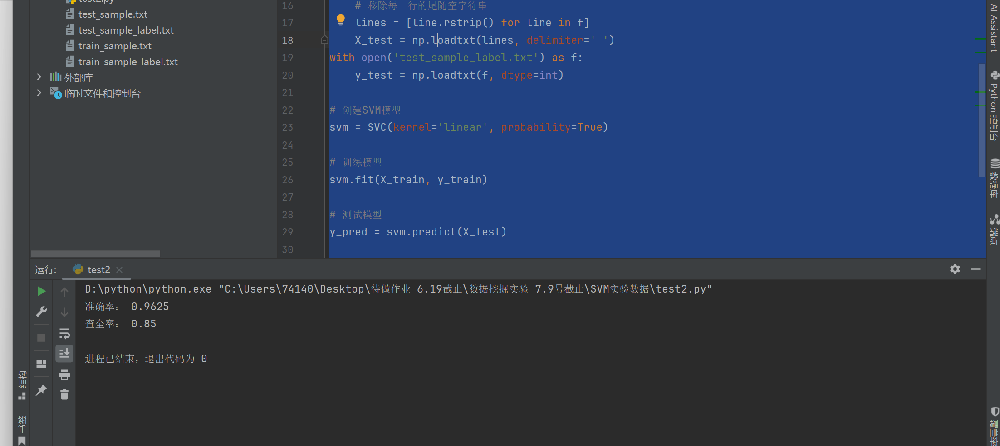 test2.py
test_sample.txt
test_sample_label.txt
train_sample.txt
train_sample_label.txt
外部库
临时文件和控制台
16 # 移除每一行的尾随空字符串
17 lines = [line.rstrip() for line in f]
18 X_test = np.loadtxt(lines, delimiter=' ')
19 with open('test_sample_label.txt') as f:
20 y_test = np.loadtxt(f, dtype=int)
21
22 # 创建SVM模型
23 svm = SVC(kernel='linear', probability=True)
24
25 # 训练模型
26 svm.fit(X_train, y_train)
27
28 # 测试模型
29 y_pred = svm.predict(X_test)
30
AI Assistant
Python 控制台
数据库
端点
覆盖率
运行:
test2
D:\python\python.exe "C:\Users\74140\Desktop\待做作业 6.19截止\数据挖掘实验 7.9号截止\SVM实验数据\test2.py"
准确率： 0.9625
查全率： 0.85
进程已结束，退出代码为 0
结构
书签